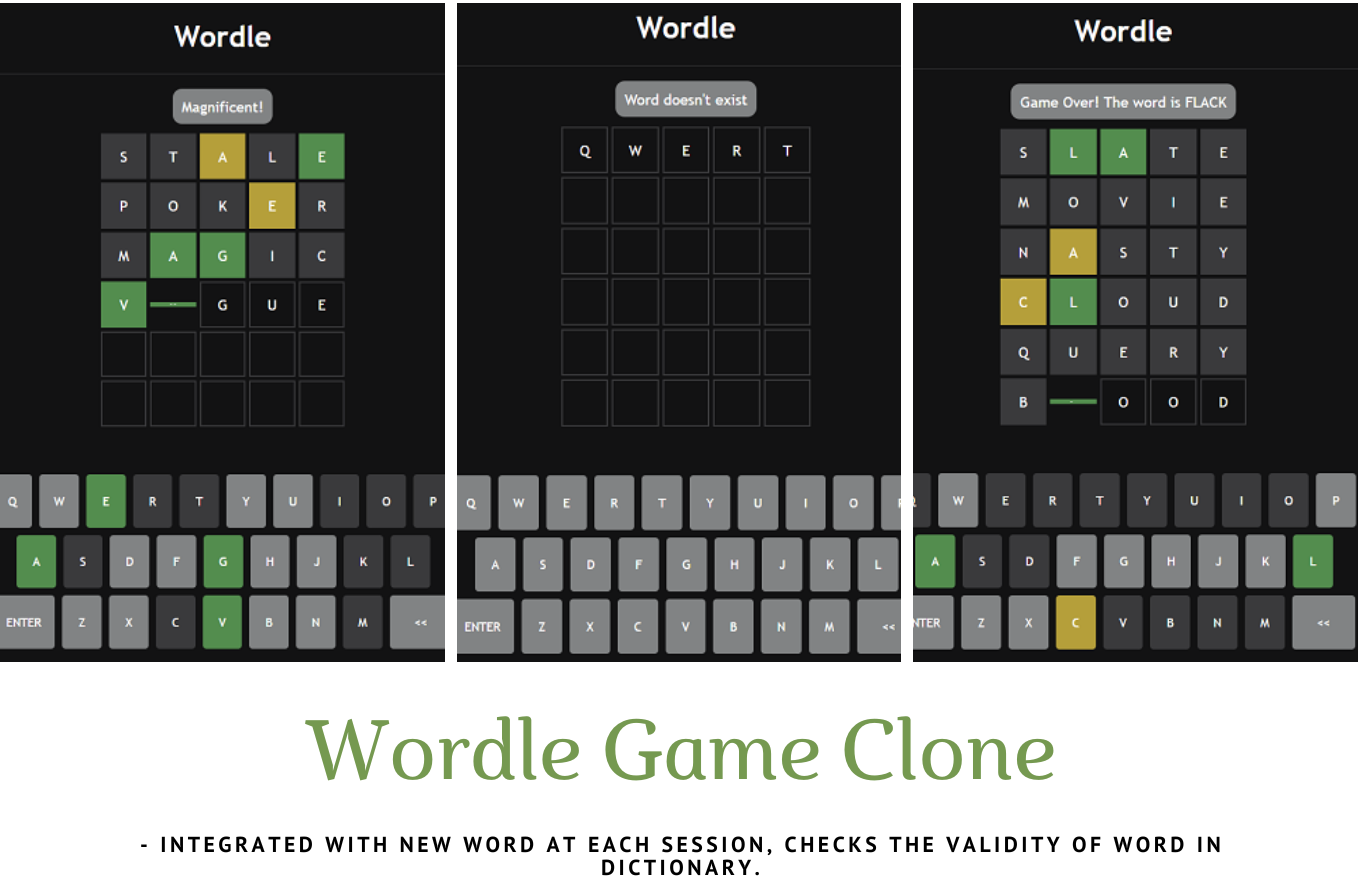 Wordle
Magnificent!
S T A L E
P O K E R
M A G I C
V G U E
Q W E R T Y U I O P
A S D F G H J K L
ENTER Z X C V B N M <<
Wordle
Word doesn't exist
Q W E R T
Q W E R T Y U I O
A S D F G H J K L
ENTER Z X C V B N M <<
Wordle
Game Over! The word is FLACK
S L A T E
M O V I E
N A S T Y
C L O U D
Q U E R Y
B O O D
Q W E R T Y U I O P
A S D F G H J K L
NTER Z X C V B N M <<
Wordle Game Clone
- INTEGRATED WITH NEW WORD AT EACH SESSION, CHECKS THE VALIDITY OF WORD IN
DICTIONARY.